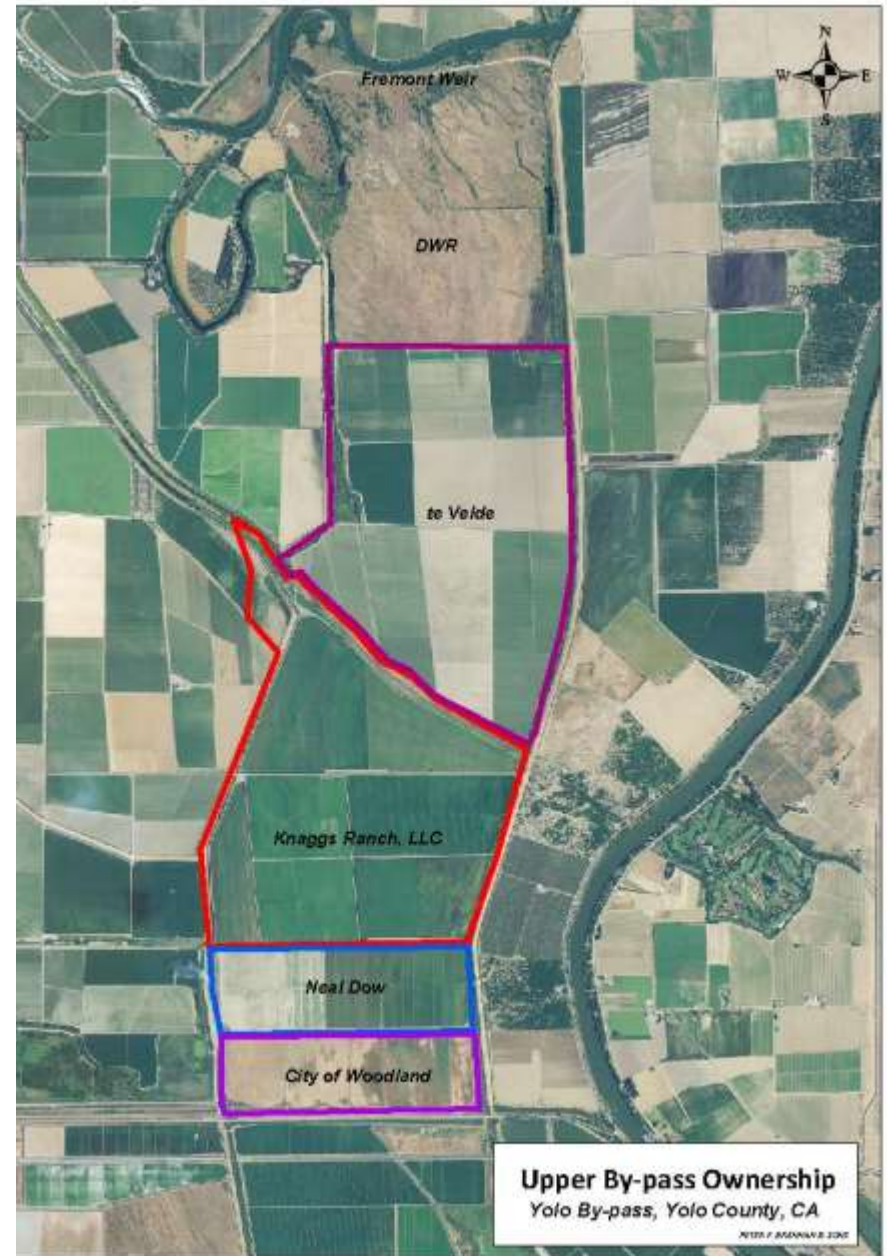 N
W E
S
Fremont Weir
DWR
te Velde
Knaggs Ranch, LLC
Neal Dow
City of Woodland
Upper By-pass Ownership
Yolo By-pass, Yolo County, CA